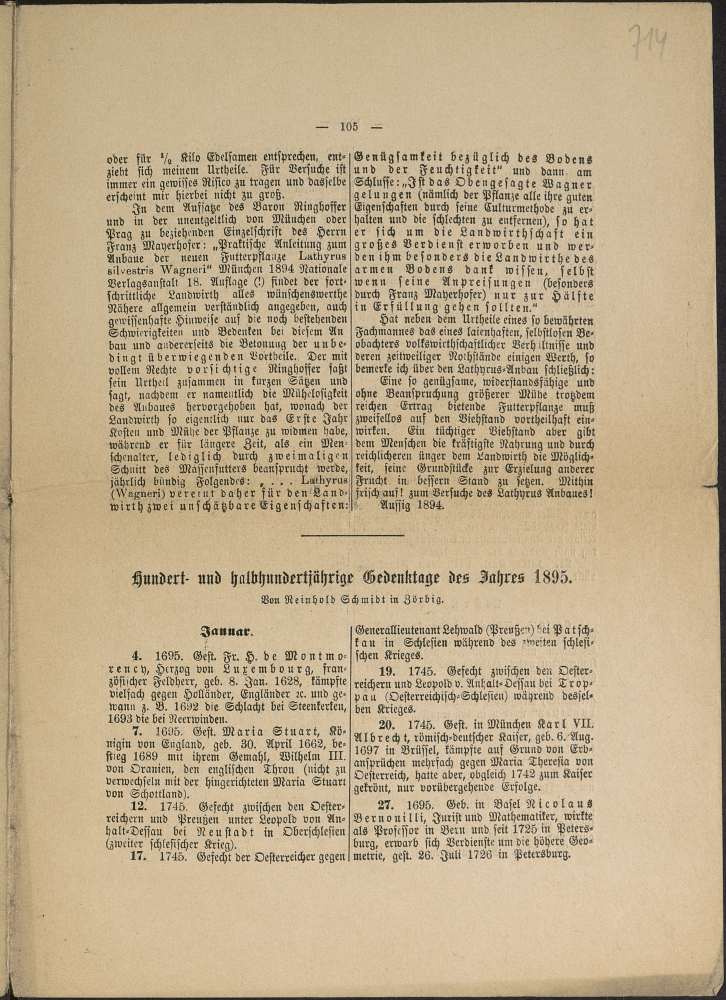 714
— 105 —
oder für ¹/₀ Kilo Edelsamen entsprechen, ent-
zieht sich meinem Urtheile. Für Versuche ist
immer ein gewisses Risico zu tragen und dasselbe
erscheint mir hierbei nicht zu groß.
In dem Aufsatze des Baron Ringhoffer
und in der unentgeltlich von München oder
Prag zu beziehenden Einzelschrift des Herrn
Franz Mayerhofer: „Praktische Anleitung zum
Anbaue der neuen Futterpflanze Lathyrus
silvestris Wagneri“ München 1894 Nationale
Verlagsanstalt 18. Auflage (!) findet der fort-
schrittliche Landwirth alles wünschenswerthe
Nähere allgemein verständlich angegeben, auch
gewissenhafte Hinweise auf die noch bestehenden
Schwierigkeiten und Bedenken bei diesem An-
bau und andererseits die Betonung der unbe-
dingt überwiegenden Vortheile. Der mit
vollem Rechte vorsichtige Ringhoffer faßt
sein Urtheil zusammen in kurzen Sätzen und
sagt, nachdem er namentlich die Mühelosigkeit
des Anbaues hervorgehoben hat, wonach der
Landwirth so eigentlich nur das Erste Jahr
Kosten und Mühe der Pflanze zu widmen habe,
während er für längere Zeit, als ein Men-
schenalter, lediglich durch zweimaligen
Schnitt des Massenfutters beansprucht werde,
jährlich bündig Folgendes: „ . . . Lathyrus
(Wagneri) vereint daher für den Land-
wirth zwei unschätzbare Eigenschaften:
Genügsamkeit bezüglich des Bodens
und der Feuchtigkeit“ und dann am
Schlusse: „Ist das Obengesagte Wagner
gelungen (nämlich der Pflanze alle ihre guten
Eigenschaften durch seine Culturmethode zu er-
halten und die schlechten zu entfernen), so hat
er sich um die Landwirthschaft ein
großes Verdienst erworben und wer-
den ihm besonders die Landwirthe des
armen Bodens dank wissen, selbst
wenn seine Anpreisungen (besonders
durch Franz Mayerhofer) nur zur Hälfte
in Erfüllung gehen sollten.“
Hat neben dem Urtheile eines so bewährten
Fachmannes das eines laienhaften, selbstlosen Be-
obachters volkswirthschaftlicher Verhältnisse und
deren zeitweiliger Nothstände einigen Werth, so
bemerke ich über den Lathyrus-Anbau schließlich:
Eine so genügsame, widerstandsfähige und
ohne Beanspruchung größerer Mühe trotzdem
reichen Ertrag bietende Futterpflanze muß
zweifellos auf den Viehstand vortheilhaft ein-
wirken. Ein tüchtiger Viehstand aber gibt
dem Menschen die kräftigste Nahrung und durch
reichlicheren Dünger dem Landwirth die Möglich-
keit, seine Grundstücke zur Erzielung anderer
Frucht in bessern Stand zu setzen. Mithin
frisch auf! zum Versuche des Lathyrus Anbaues!
Aussig 1894.
Hundert- und halbhundertjährige Gedenktage des Jahres 1895.
Von Reinhold Schmidt in Zörbig.
Januar.
4. 1695. Gest. Fr. H. de Montmo-
rency, Herzog von Luxembourg, fran-
zösischer Feldherr, geb. 8. Jan. 1628, kämpfte
vielfach gegen Holländer, Engländer ꝛc. und ge-
wann z. B. 1692 die Schlacht bei Steenkerken,
1693 die bei Neerwinden.
7. 1695. Gest. Maria Stuart, Kö-
nigin von England, geb. 30. April 1662, be-
stieg 1689 mit ihrem Gemahl, Wilhelm III.
von Oranien, den englischen Thron (nicht zu
verwechseln mit der hingerichteten Maria Stuart
von Schottland).
12. 1745. Gefecht zwischen den Oester-
reichern und Preußen unter Leopold von An-
halt-Dessau bei Neustadt in Oberschlesien
(zweiter schlesischer Krieg).
17. 1745. Gefecht der Oesterreicher gegen
Generallieutenant Lehwald (Preußen) bei Patsch-
kau in Schlesien während des zweiten schlesi-
schen Krieges.
19. 1745. Gefecht zwischen den Oester-
reichern und Leopold v. Anhalt-Dessau bei Trop-
pau (Oesterreichisch-Schlesien) während dessel-
ben Krieges.
20. 1745. Gest. in München Karl VII.
Albrecht, römisch-deutscher Kaiser, geb. 6. Aug.
1697 in Brüssel, kämpfte auf Grund von Erb-
ansprüchen mehrfach gegen Maria Theresia von
Oesterreich, hatte aber, obgleich 1742 zum Kaiser
gekrönt, nur vorübergehende Erfolge.
27. 1695. Geb. in Basel Nicolaus
Bernouilli, Jurist und Mathematiker, wirkte
als Professor in Bern und seit 1725 in Peters-
burg, erwarb sich Verdienste um die höhere Geo-
metrie, gest. 26. Juli 1726 in Petersburg.